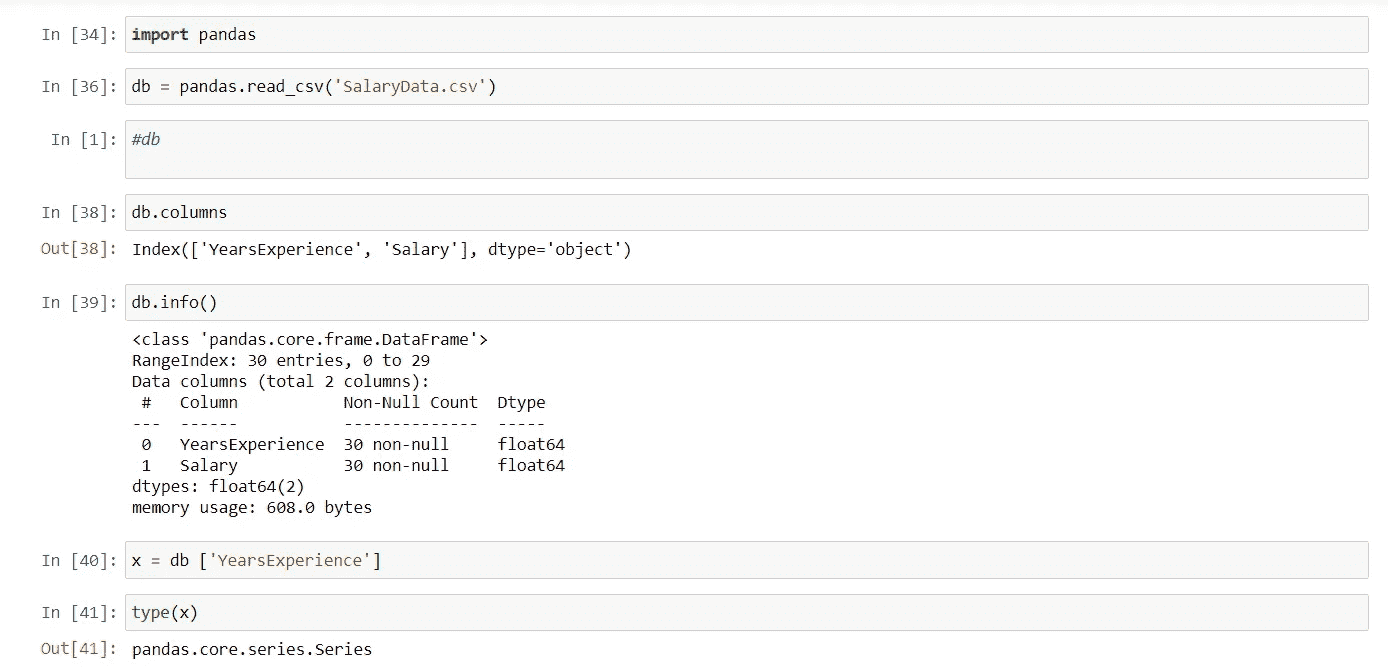 In [34]: import pandas
In [36]: db = pandas.read_csv('SalaryData.csv')
In [1]: #db
In [38]: db.columns
Out[38]: Index(['YearsExperience', 'Salary'], dtype='object')
In [39]: db.info()
<class 'pandas.core.frame.DataFrame'>
RangeIndex: 30 entries, 0 to 29
Data columns (total 2 columns):
 #   Column           Non-Null Count  Dtype
---  ------           --------------  -----
 0   YearsExperience  30 non-null     float64
 1   Salary           30 non-null     float64
dtypes: float64(2)
memory usage: 608.0 bytes
In [40]: x = db ['YearsExperience']
In [41]: type(x)
Out[41]: pandas.core.series.Series